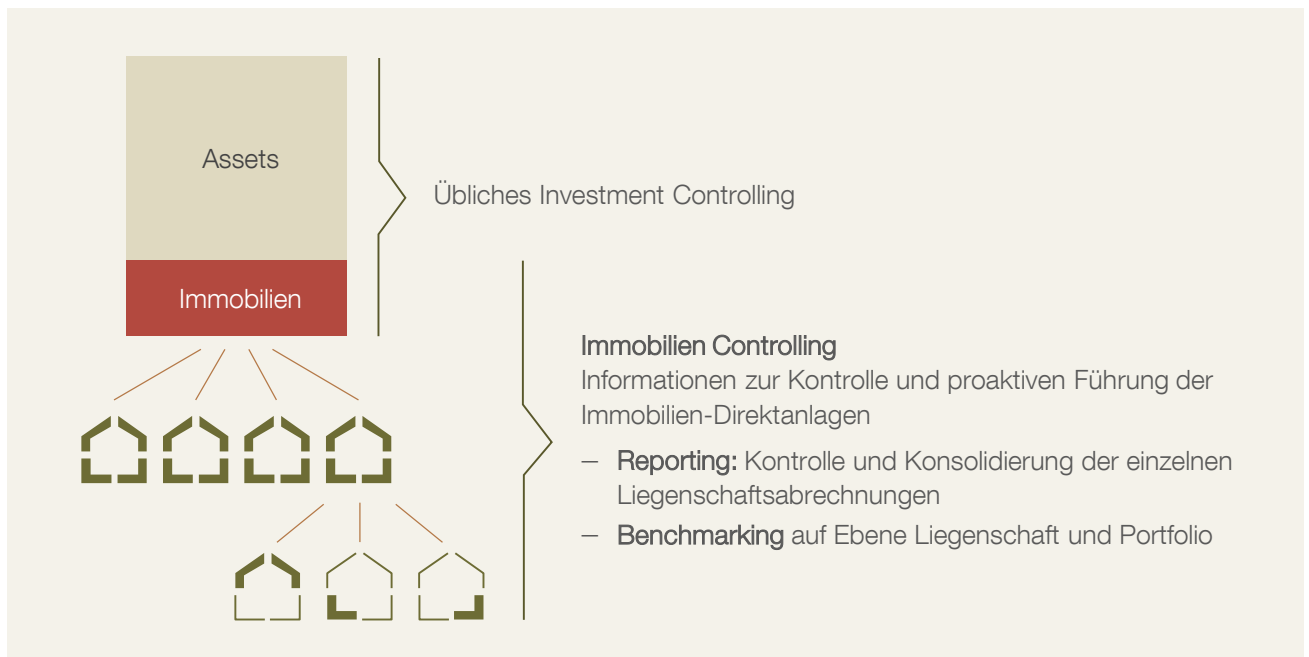 Assets
Übliches Investment Controlling
Immobilien
Immobilien Controlling
Informationen zur Kontrolle und proaktiven Führung der
Immobilien-Direktanlagen
– Reporting: Kontrolle und Konsolidierung der einzelnen
Liegenschaftsabrechnungen
– Benchmarking auf Ebene Liegenschaft und Portfolio